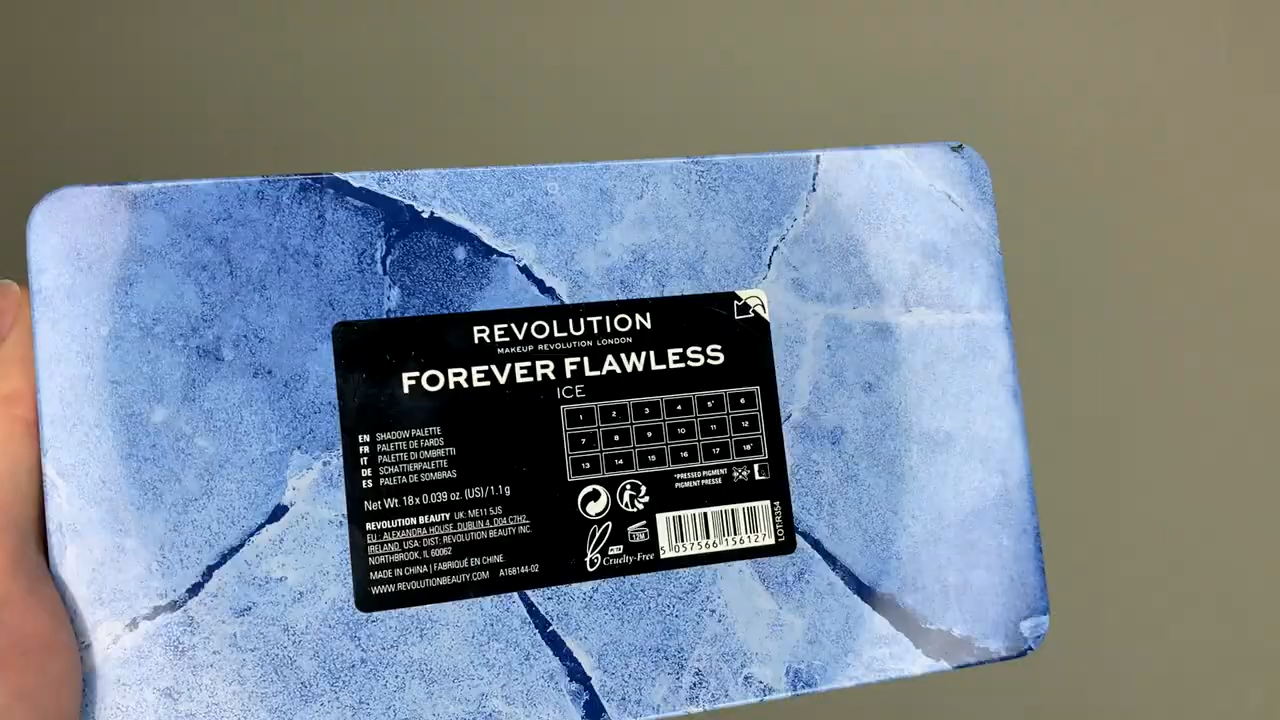 REVOLUTION
MAKEUP REVOLUTION LONDON
FOREVER FLAWLESS
ICE
EN SHADOW PALETTE
FR PALETTE DE FARDS
IT PALETTE DI OMBRETTI
DE SCHATTIERPALETTE
ES PALETA DE SOMBRAS
Net Wt. 18 x 0.039 oz. (US)/1.1g
REVOLUTION BEAUTY UK: ME11 5JS
EU: ALEXANDRA HOUSE, DUBLIN 4, D04 C7H2,
IRELAND, USA: DIST: REVOLUTION BEAUTY INC.
NORTHBROOK, IL 60062
MADE IN CHINA | FABRIQUÉ EN CHINE.
WWW.REVOLUTIONBEAUTY.COM A168144-02
1 2 3 4 5* 6
7 8 9 10 11 12
13 14 15 16 17 18*
*PRESSED PIGMENT
PIGMENT PRESSE
12M
PETA
Cruelty-Free
5 057566 156127
LOT:R354